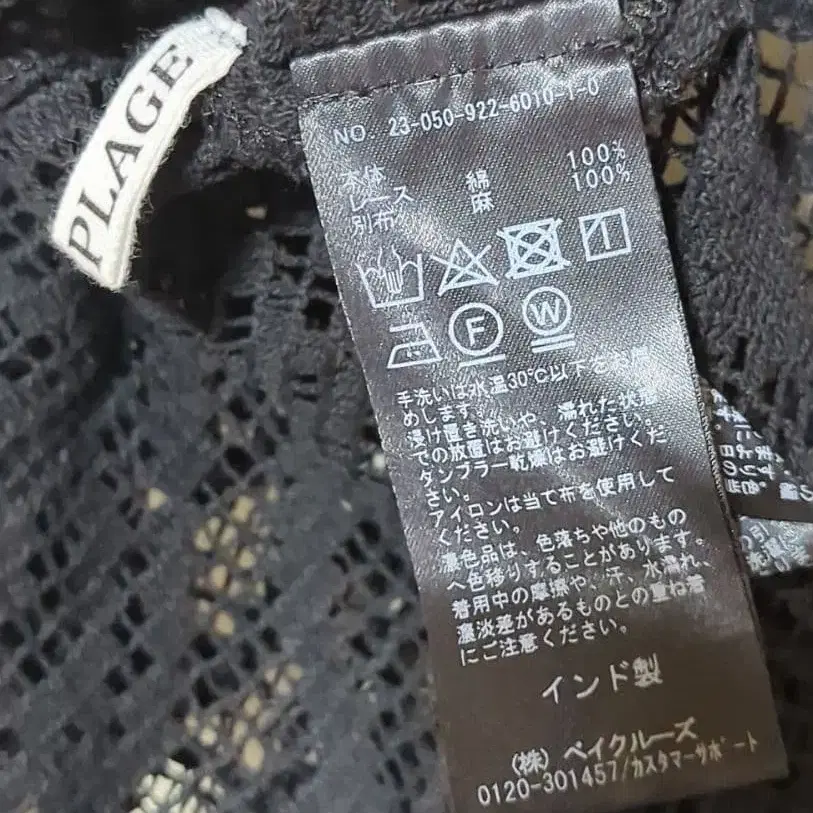 PLAGE
NO. 23-050-922-6010-1-0
本体
レース 綿 100%
別布 麻 100%
F W
手洗いは水温30℃以下をお勧
めします。
浸け置き洗いや、濡れた状態
での放置はお避けください。
タンブラー乾燥はお避けくだ
さい。
アイロンは当て布を使用して
ください。
濃色品は、色落ちや他のもの
へ色移りすることがあります。
着用中の摩擦や、汗、水濡れ、
濃淡差があるものとの重ね着
にご注意ください。
インド製
(株) ベイクルーズ
0120-301457/カスタマーサポート